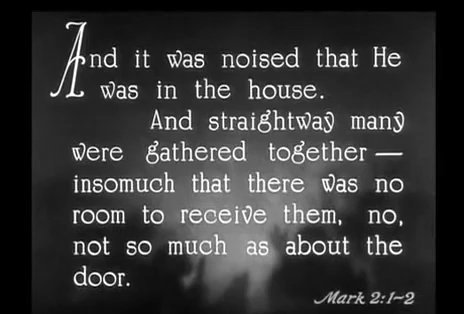 And it was noised that He
was in the house.
And straightway many
were gathered together —
insomuch that there was no
room to receive them, no,
not so much as about the
door.
Mark 2:1-2